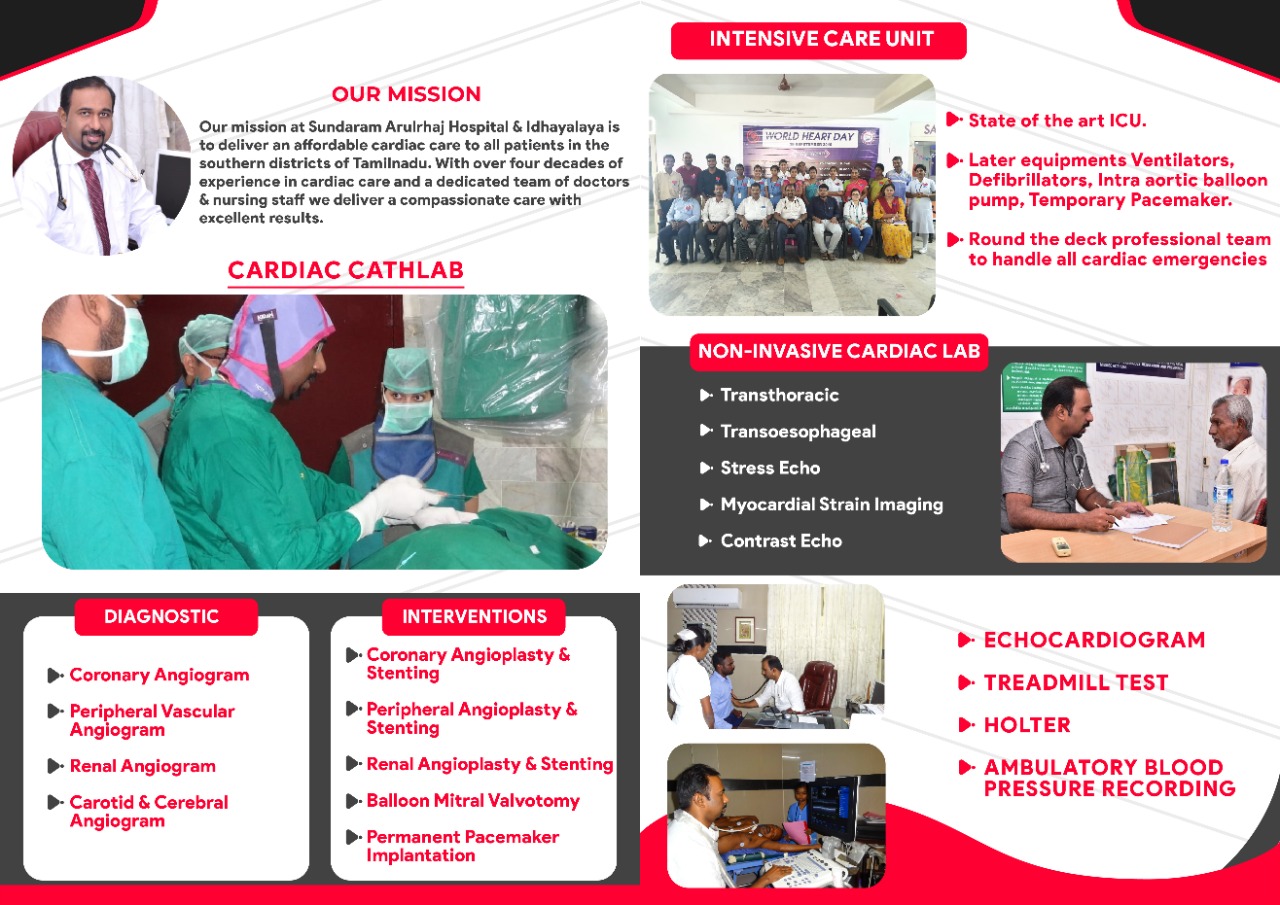 OUR MISSION
Our mission at Sundaram Arulrhaj Hospital & Idhayalaya is
to deliver an affordable cardiac care to all patients in the
southern districts of Tamilnadu. With over four decades of
experience in cardiac care and a dedicated team of doctors
& nursing staff we deliver a compassionate care with
excellent results.
CARDIAC CATHLAB
DIAGNOSTIC
Coronary Angiogram
Peripheral Vascular
Angiogram
Renal Angiogram
Carotid & Cerebral
Angiogram
INTERVENTIONS
Coronary Angioplasty &
Stenting
Peripheral Angioplasty &
Stenting
Renal Angioplasty & Stenting
Balloon Mitral Valvotomy
Permanent Pacemaker
Implantation
INTENSIVE CARE UNIT
WORLD HEART DAY
State of the art ICU.
Later equipments Ventilators,
Defibrillators, Intra aortic balloon
pump, Temporary Pacemaker.
Round the deck professional team
to handle all cardiac emergencies
NON-INVASIVE CARDIAC LAB
Transthoracic
Transoesophageal
Stress Echo
Myocardial Strain Imaging
Contrast Echo
ECHOCARDIOGRAM
TREADMILL TEST
HOLTER
AMBULATORY BLOOD
PRESSURE RECORDING